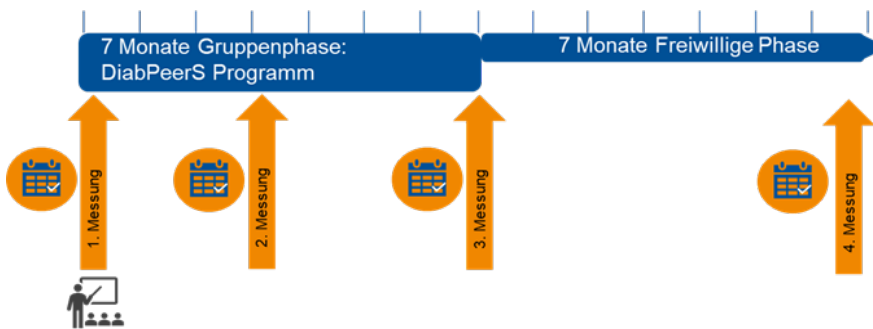 7 Monate Gruppenphase:
DiabPeerS Programm
7 Monate Freiwillige Phase
1. Messung
2. Messung
3. Messung
4. Messung